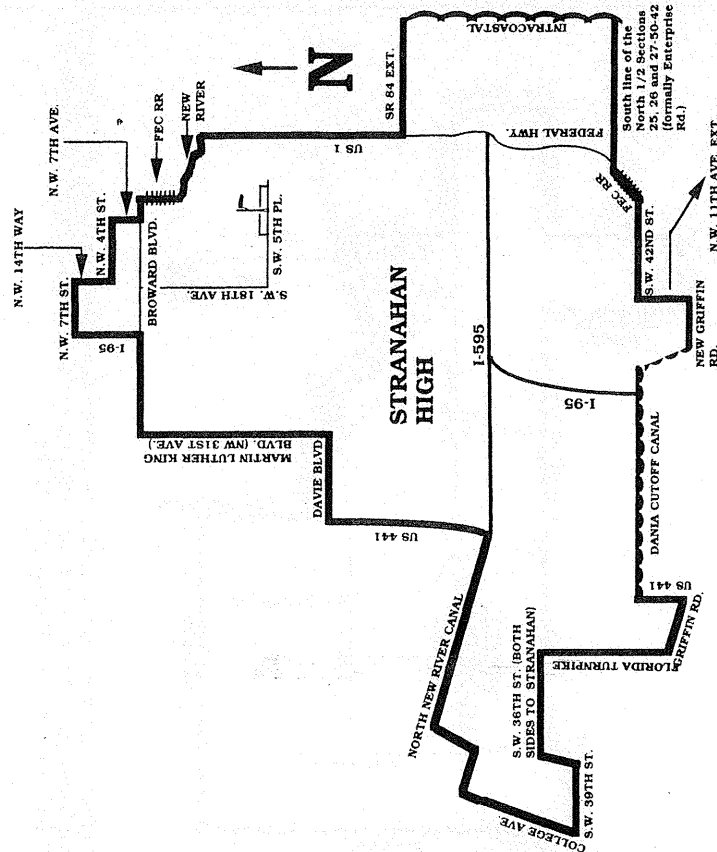 N.W. 14TH WAY
N.W. 7TH AVE.
FEC RR
NEW
RIVER
N
N.W. 7TH ST.
N.W. 4TH ST.
I-95
BROWARD BLVD.
S.W. 18TH AVE.
S.W. 5TH PL.
US 1
SR 84 EXT.
INTRACOASTAL
MARTIN LUTHER KING
BLVD. (NW 31ST AVE.)
DAVIE BLVD
US 441
STRANAHAN
HIGH
I-595
FEDERAL HWY.
South line of the
North 1/2 Sections
25, 26 and 27-50-42
(formally Enterprise
Rd.)
FEC RR
S.W. 42ND ST.
N.W. 11TH AVE. EXT
NEW GRIFFIN
RD.
I-95
DANIA CUTOFF CANAL
US 441
GRIFFIN RD.
FLORIDA TURNPIKE
NORTH NEW RIVER CANAL
S.W. 36TH ST. (BOTH
SIDES TO STRANAHAN)
S.W. 39TH ST.
COLLEGE AVE.